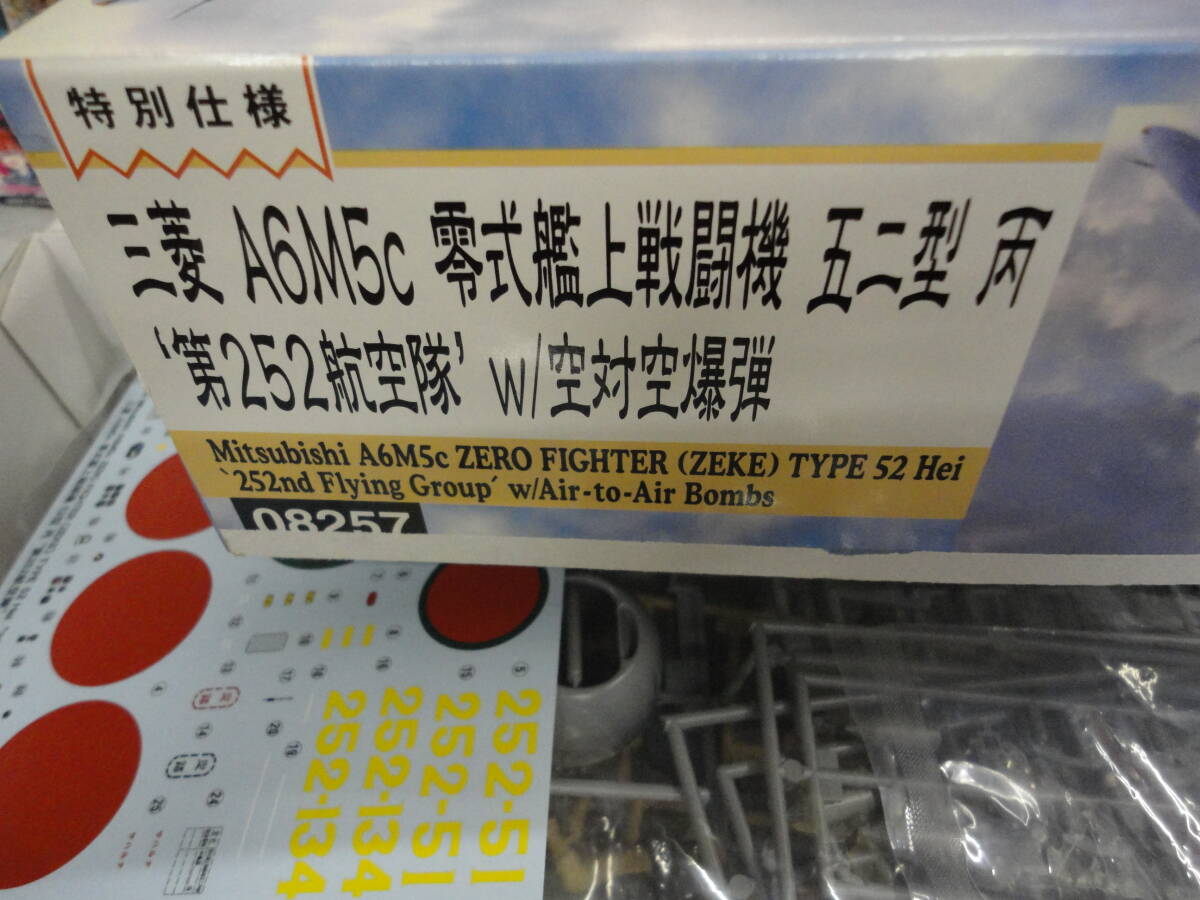 特別仕様
三菱 A6M5c 零式艦上戦闘機 五二型 丙
‘第252航空隊’ w/空対空爆弾
Mitsubishi A6M5c ZERO FIGHTER (ZEKE) TYPE 52 Hei
`252nd Flying Group´ w/Air-to-Air Bombs
08257
252-51
252-51
252-134
252-134